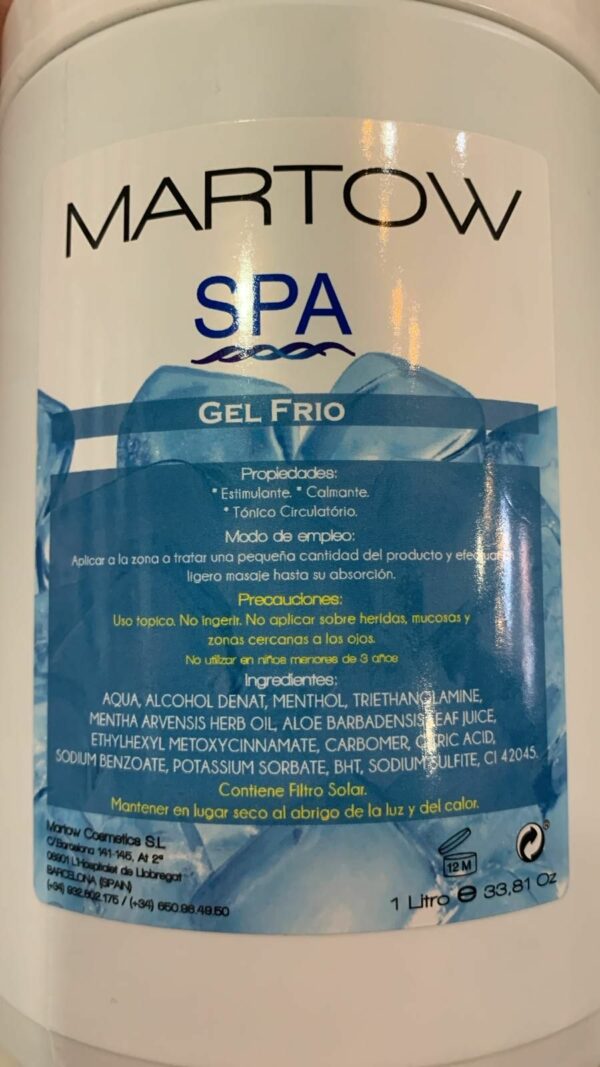 MARTOW
SPA
GEL FRIO
Propiedades:
* Estimulante. * Calmante.
* Tónico Circulatório.
Modo de empleo:
Aplicar a la zona a tratar una pequeña cantidad del producto y efectuar un
ligero masaje hasta su absorción.
Precauciones:
Uso topico. No ingerir. No aplicar sobre heridas, mucosas y
zonas cercanas a los ojos.
No utilizar en niños menores de 3 años
Ingredientes:
AQUA, ALCOHOL DENAT, MENTHOL, TRIETHANOLAMINE,
MENTHA ARVENSIS HERB OIL, ALOE BARBADENSIS LEAF JUICE,
ETHYLHEXYL METOXYCINNAMATE, CARBOMER, CITRIC ACID,
SODIUM BENZOATE, POTASSIUM SORBATE, BHT, SODIUM SULFITE, CI 42045.
Contiene Filtro Solar.
Mantener en lugar seco al abrigo de la luz y del calor.
Martow Cosmetics S.L
C/Barcelona 141-145, At 2ª
08901 L'Hospitalet de Llobregat
BARCELONA (SPAIN)
(+34) 932.602.176 / (+34) 650.98.49.50
12 M
1 Litro e 33,81 Oz